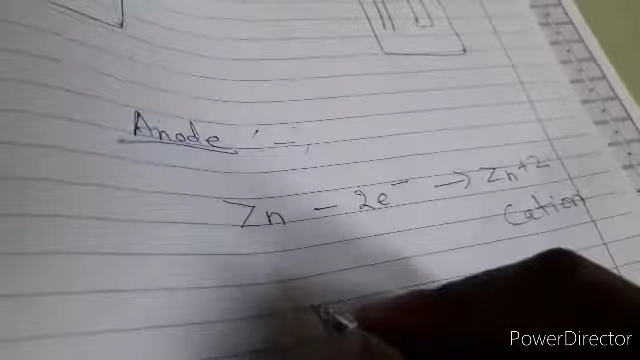 Anode :-
Zn - 2e⁻ → Zn⁺²
Cation
PowerDirector